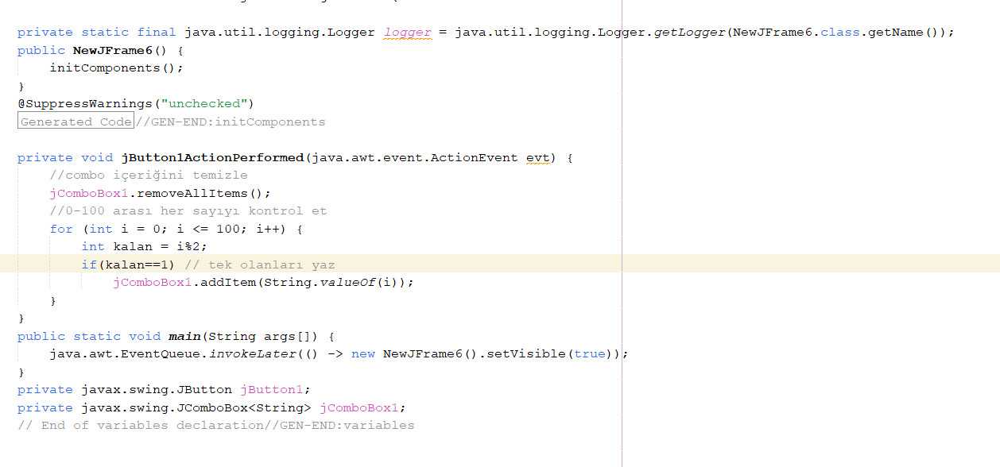 private static final java.util.logging.Logger logger = java.util.logging.Logger.getLogger(NewJFrame6.class.getName());
public NewJFrame6() {
initComponents();
}
@SuppressWarnings("unchecked")
Generated Code//GEN-END:initComponents
private void jButton1ActionPerformed(java.awt.event.ActionEvent evt) {
//combo içeriğini temizle
jComboBox1.removeAllItems();
//0-100 arası her sayıyı kontrol et
for (int i = 0; i <= 100; i++) {
int kalan = i%2;
if(kalan==1) // tek olanları yaz
jComboBox1.addItem(String.valueOf(i));
}
}
public static void main(String args[]) {
java.awt.EventQueue.invokeLater(() -> new NewJFrame6().setVisible(true));
}
private javax.swing.JButton jButton1;
private javax.swing.JComboBox<String> jComboBox1;
// End of variables declaration//GEN-END:variables